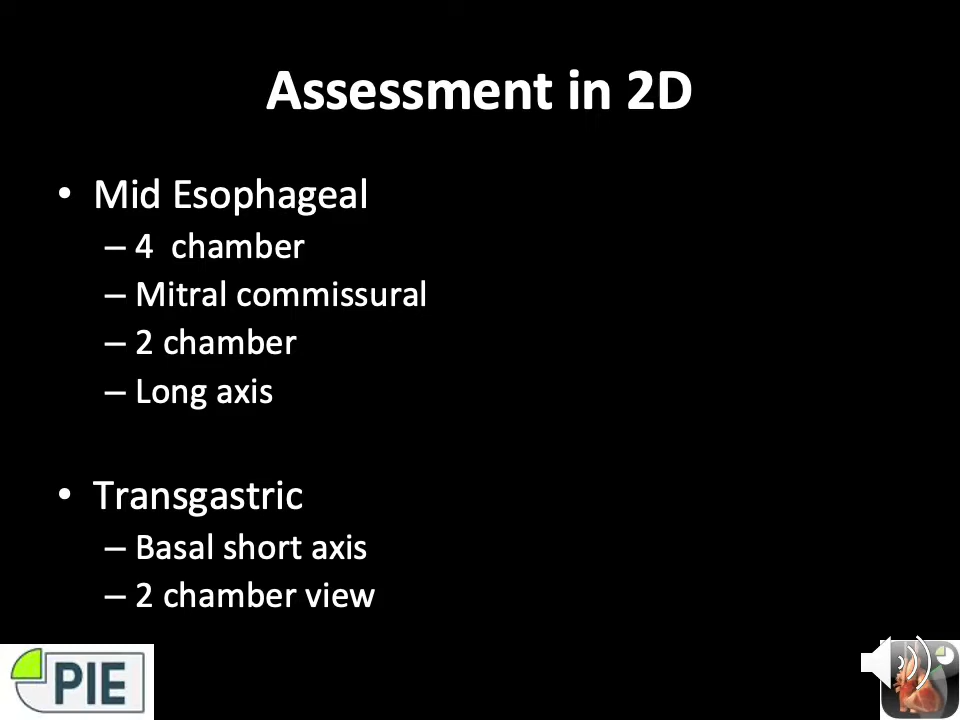 Assessment in 2D
• Mid Esophageal
– 4 chamber
– Mitral commissural
– 2 chamber
– Long axis
• Transgastric
– Basal short axis
– 2 chamber view
PIE